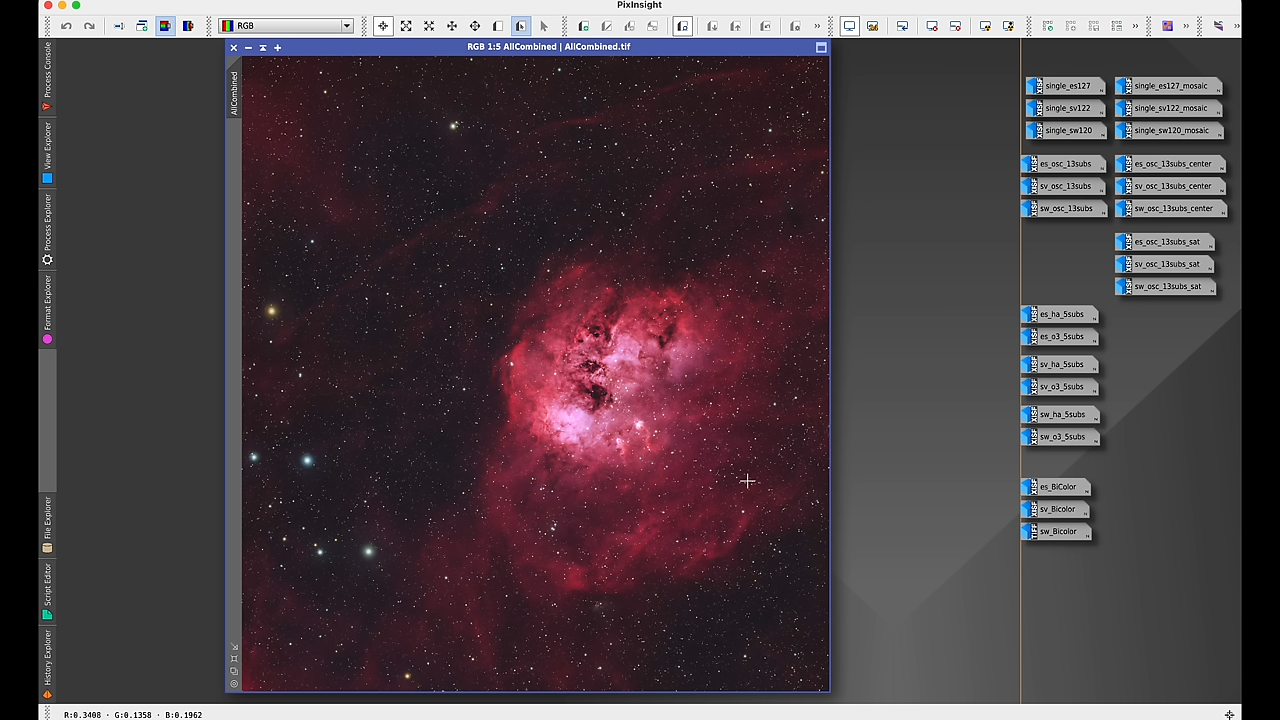 PixInsight
RGB
RGB 1:5 AllCombined | AllCombined.tif
AllCombined
Process Console
View Explorer
Process Explorer
Format Explorer
File Explorer
Script Editor
History Explorer
single_es127
single_es127_mosaic
single_sv122
single_sv122_mosaic
single_sw120
single_sw120_mosaic
es_osc_13subs
es_osc_13subs_center
sv_osc_13subs
sv_osc_13subs_center
sw_osc_13subs
sw_osc_13subs_center
es_osc_13subs_sat
sv_osc_13subs_sat
sw_osc_13subs_sat
es_ha_5subs
es_o3_5subs
sv_ha_5subs
sv_o3_5subs
sw_ha_5subs
sw_o3_5subs
es_BiColor
sv_Bicolor
sw_Bicolor
R:0.3408 · G:0.1358 · B:0.1962